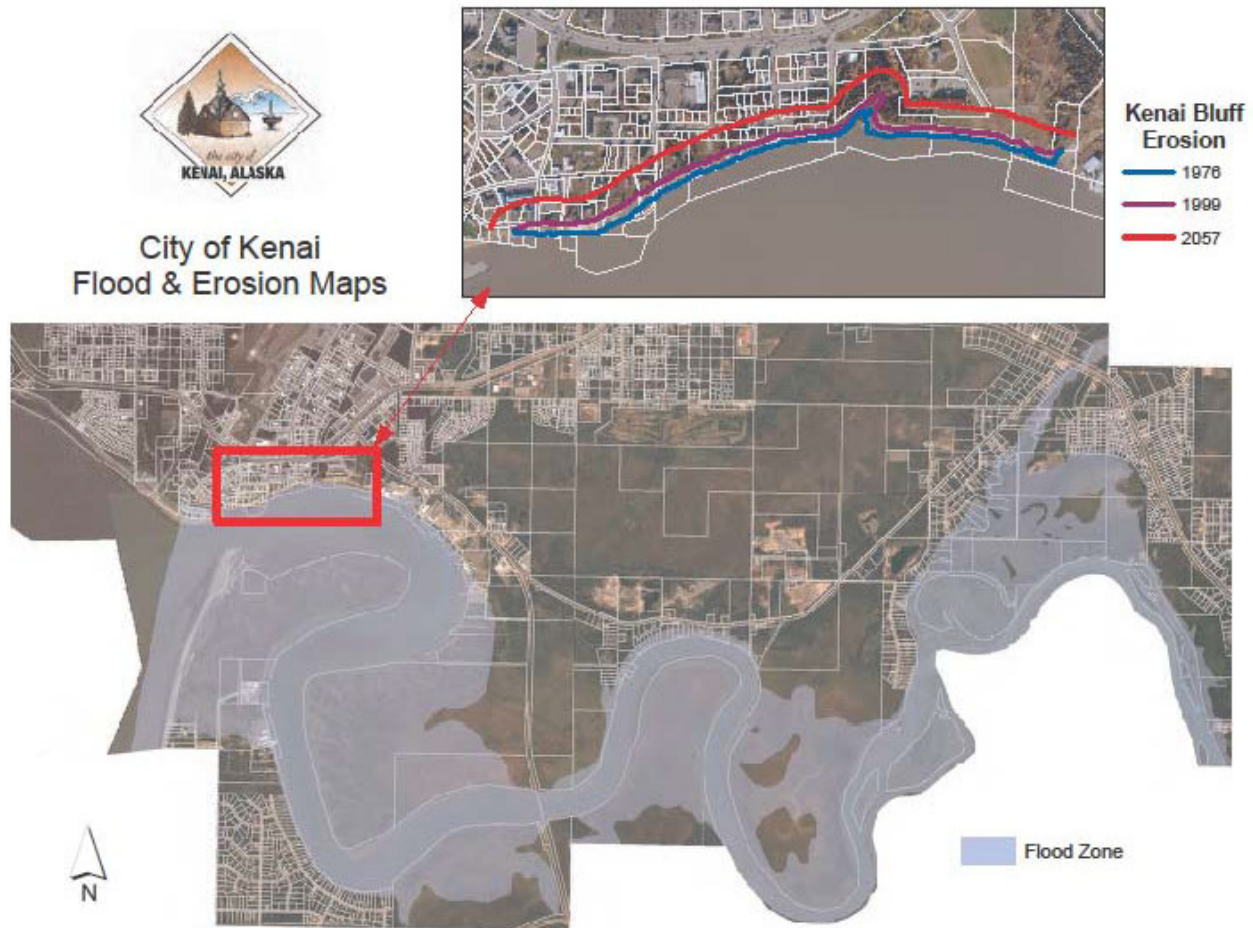 the city of
KENAI, ALASKA
City of Kenai
Flood & Erosion Maps
Kenai Bluff
Erosion
1976
1999
2057
N
Flood Zone